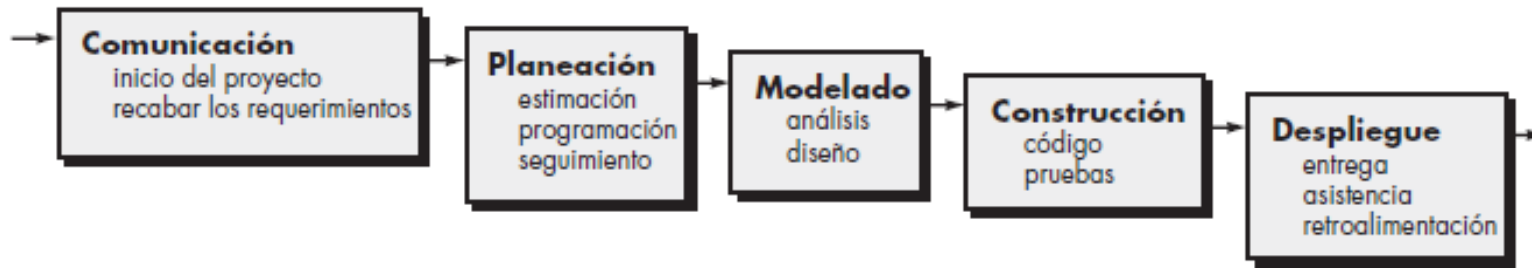 Comunicación
inicio del proyecto
recabar los requerimientos
Planeación
estimación
programación
seguimiento
Modelado
análisis
diseño
Construcción
código
pruebas
Despliegue
entrega
asistencia
retroalimentación